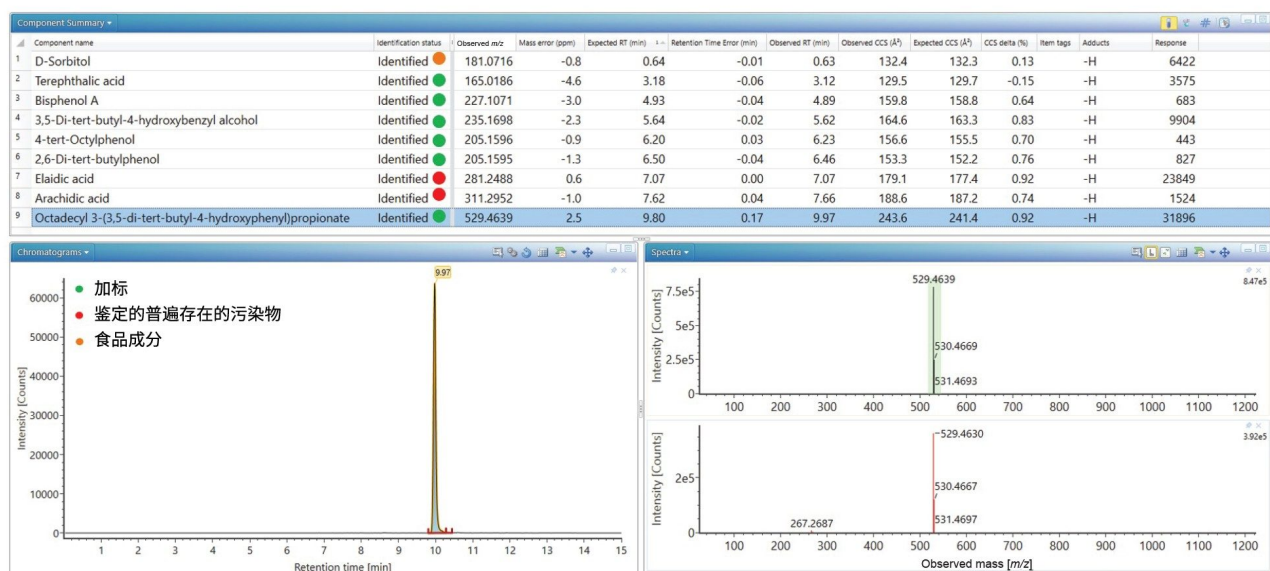 Component Summary
Component name Identification status Observed m/z Mass error (ppm) Expected RT (min) Retention Time Error (min) Observed RT (min) Observed CCS (Å²) Expected CCS (Å²) CCS delta (%) Item tags Adducts Response
1 D-Sorbitol Identified 181.0716 -0.8 0.64 -0.01 0.63 132.4 132.3 0.13 -H 6422
2 Terephthalic acid Identified 165.0186 -4.6 3.18 -0.06 3.12 129.5 129.7 -0.15 -H 3575
3 Bisphenol A Identified 227.1071 -3.0 4.93 -0.04 4.89 159.8 158.8 0.64 -H 683
4 3,5-Di-tert-butyl-4-hydroxybenzyl alcohol Identified 235.1698 -2.3 5.64 -0.02 5.62 164.6 163.3 0.83 -H 9904
5 4-tert-Octylphenol Identified 205.1596 -0.9 6.20 0.03 6.23 156.6 155.5 0.70 -H 443
6 2,6-Di-tert-butylphenol Identified 205.1595 -1.3 6.50 -0.04 6.46 153.3 152.2 0.76 -H 827
7 Elaidic acid Identified 281.2488 0.6 7.07 0.00 7.07 179.1 177.4 0.92 -H 23849
8 Arachidic acid Identified 311.2952 -1.0 7.62 0.04 7.66 188.6 187.2 0.74 -H 1524
9 Octadecyl 3-(3,5-di-tert-butyl-4-hydroxyphenyl)propionate Identified 529.4639 2.5 9.80 0.17 9.97 243.6 241.4 0.92 -H 31896
Chromatograms
9.97
加标
鉴定的普遍存在的污染物
食品成分
Intensity [Counts]
60000
50000
40000
30000
20000
10000
0
1 2 3 4 5 6 7 8 9 10 11 12 13 14 15
Retention time [min]
Spectra
8.47e5
529.4639
530.4669
531.4693
Intensity [Counts]
7.5e5
5e5
2.5e5
0
100 200 300 400 500 600 700 800 900 1000 1100 1200
3.92e5
529.4630
530.4667
531.4697
267.2687
Intensity [Counts]
2e5
0
100 200 300 400 500 600 700 800 900 1000 1100 1200
Observed mass [m/z]